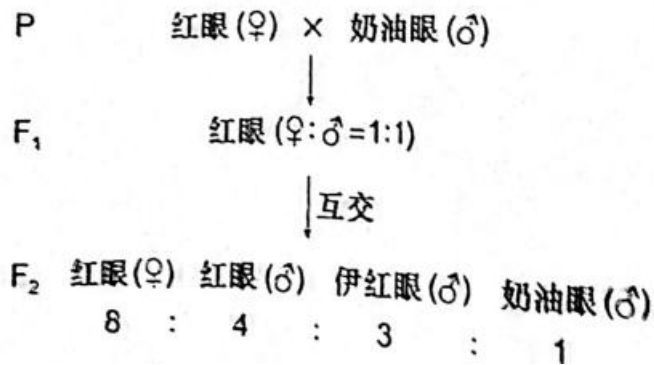 P 红眼(♀) × 奶油眼(♂)
F₁ 红眼(♀:♂=1:1)
互交
F₂ 红眼(♀) 红眼(♂) 伊红眼(♂) 奶油眼(♂)
8 : 4 : 3 : 1